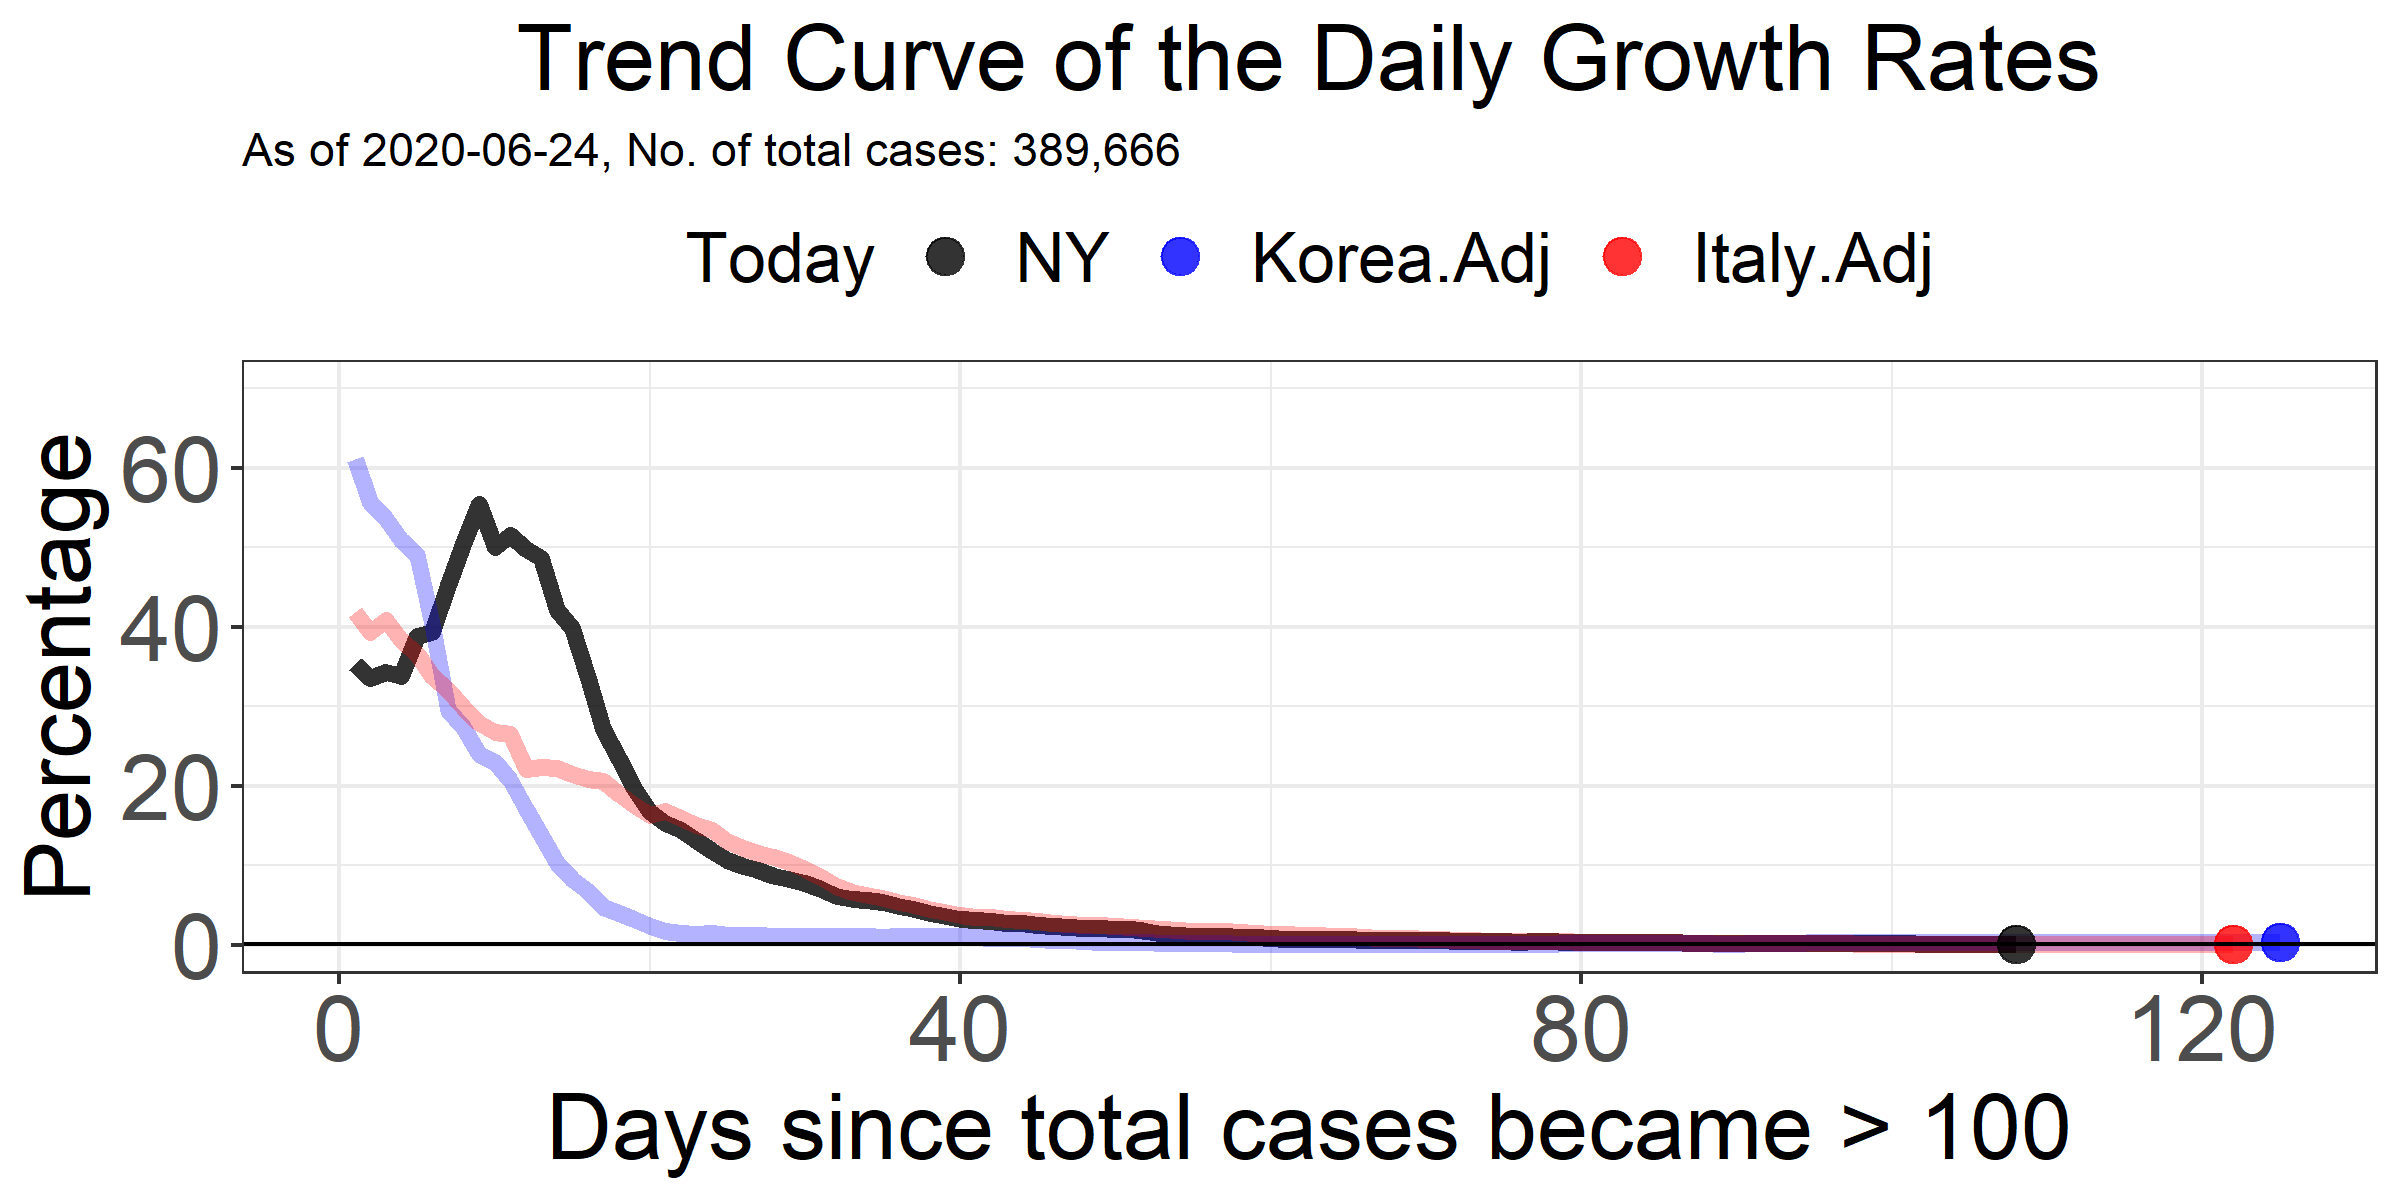 Trend Curve of the Daily Growth Rates
As of 2020-06-24, No. of total cases: 389,666
Today NY Korea.Adj Italy.Adj
Percentage
60
40
20
0
0 40 80 120
Days since total cases became > 100